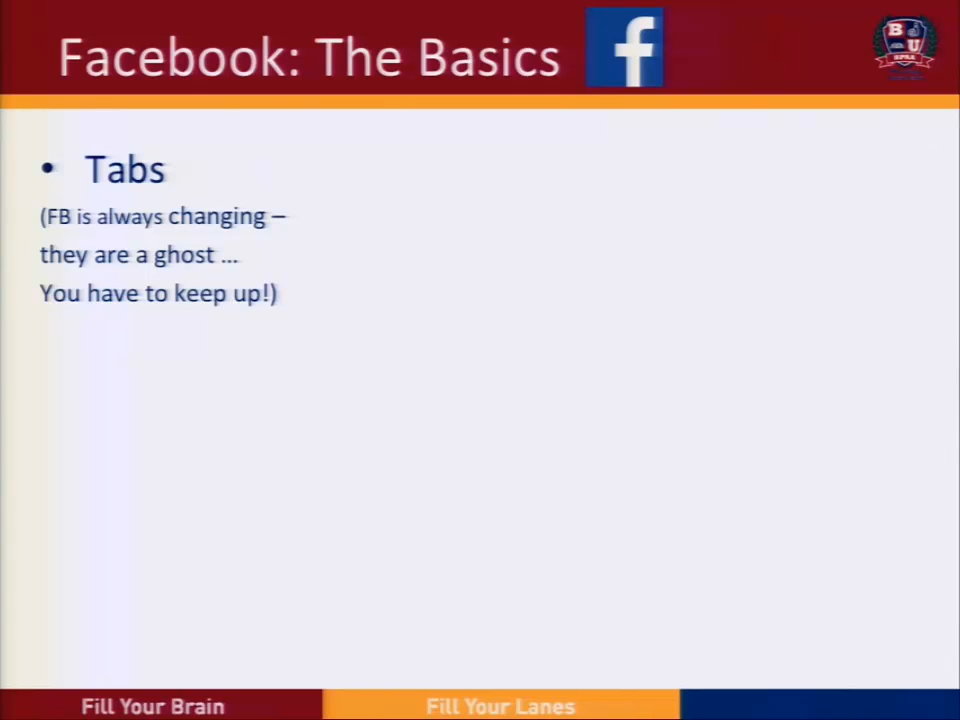 Facebook: The Basics
f
B U
• Tabs
(FB is always changing –
they are a ghost ...
You have to keep up!)
Fill Your Brain
Fill Your Lanes